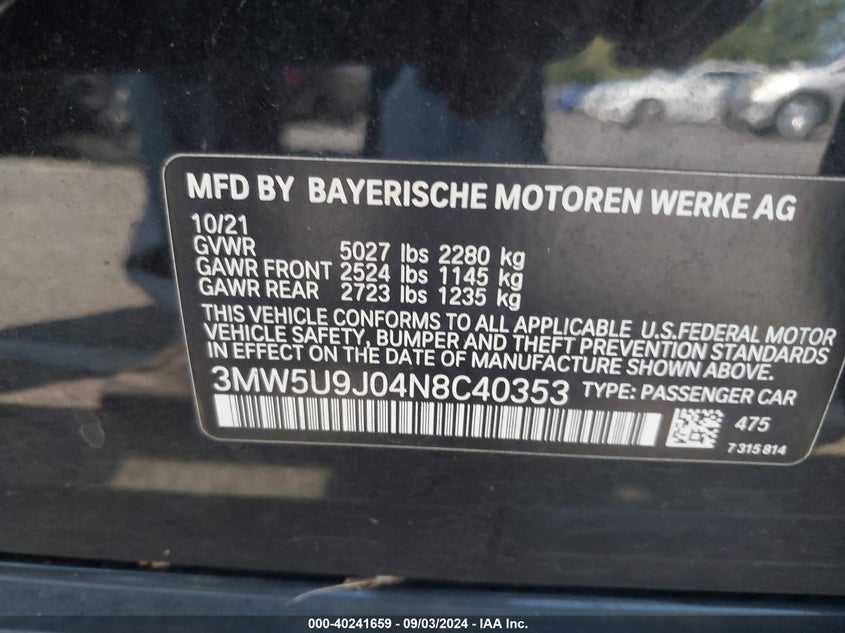 MFD BY BAYERISCHE MOTOREN WERKE AG
10/21
GVWR 5027 lbs 2280 kg
GAWR FRONT 2524 lbs 1145 kg
GAWR REAR 2723 lbs 1235 kg
THIS VEHICLE CONFORMS TO ALL APPLICABLE U.S.FEDERAL MOTOR
VEHICLE SAFETY, BUMPER AND THEFT PREVENTION STANDARDS
IN EFFECT ON THE DATE OF MANUFACTURE SHOWN ABOVE.
3MW5U9J04N8C40353 TYPE: PASSENGER CAR
475
7 315 814
000-40241659 - 09/03/2024 - IAA Inc.